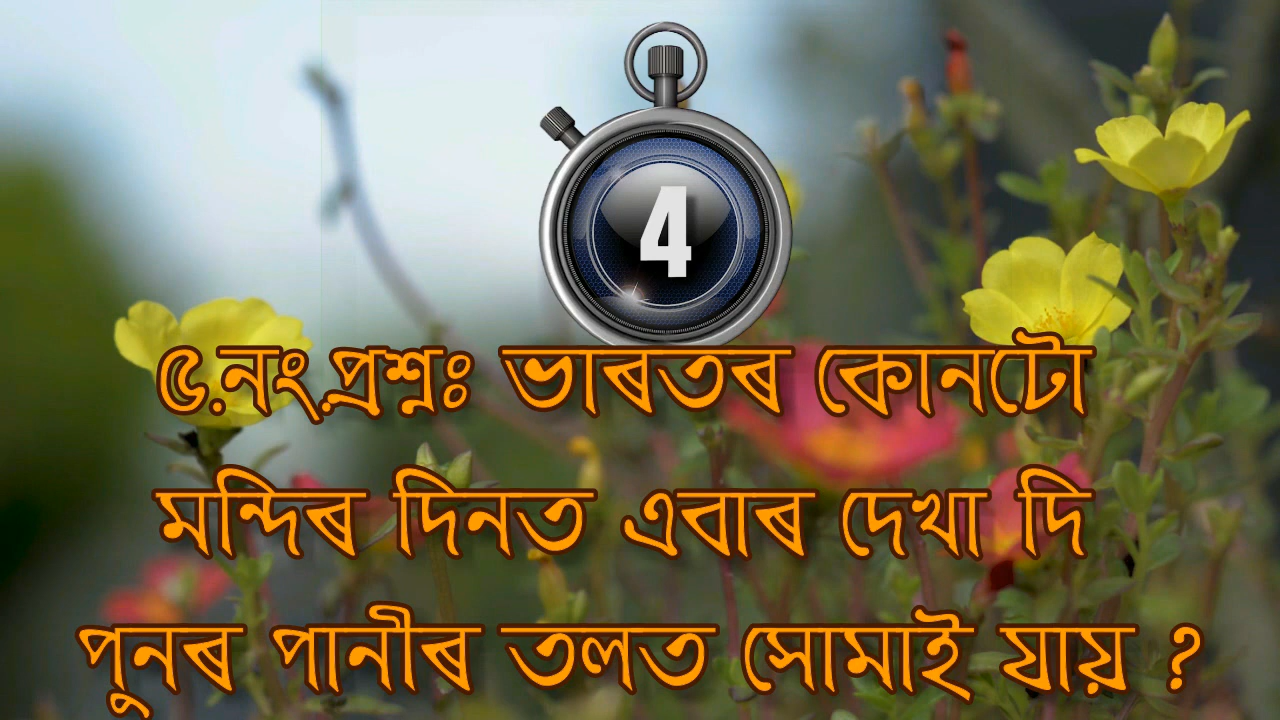 4
৫.নং.প্ৰশ্নঃ ভাৰতৰ কোনটো
মন্দিৰ দিনত এবাৰ দেখা দি
পুনৰ পানীৰ তলত সোমাই যায় ?